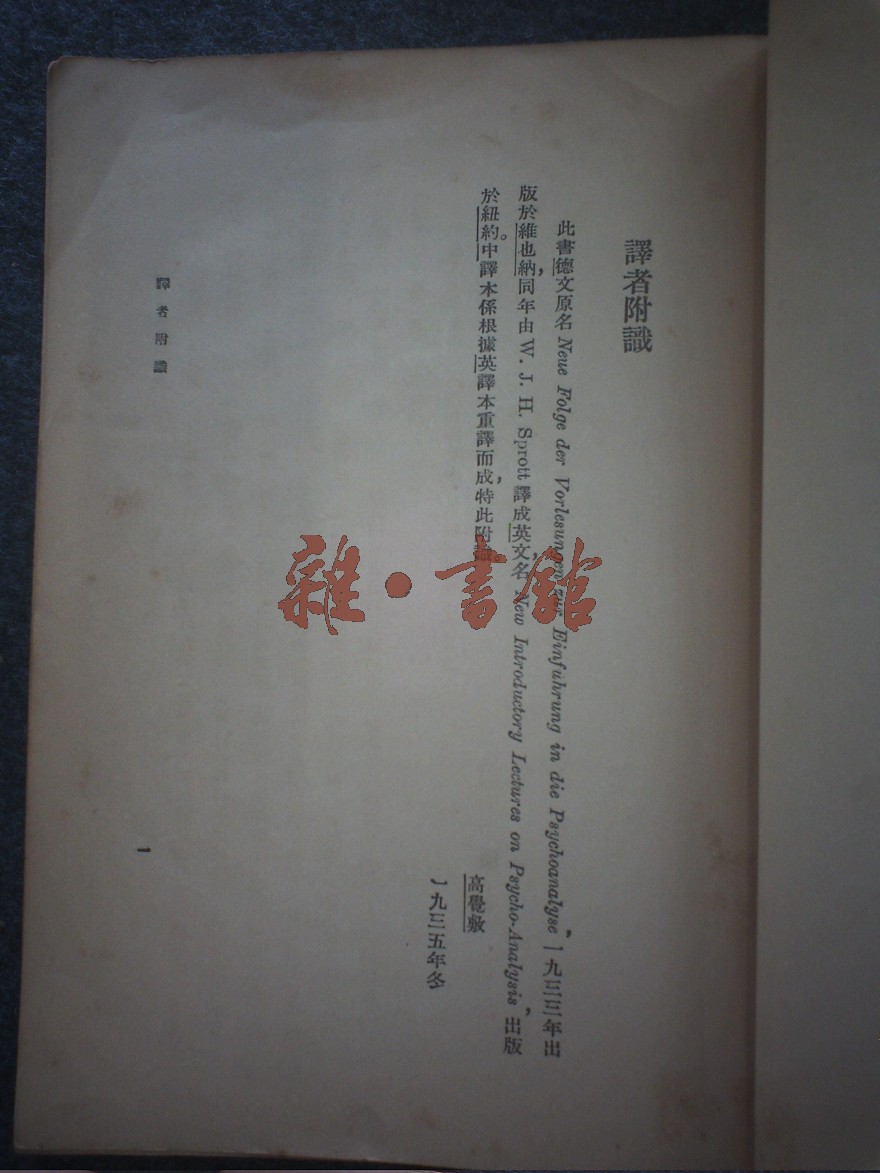 譯者附識
此書德文原名 Neue Folge der Vorlesungen zur Einführung in die Psychoanalyse，一九三三年出
版於維也納，同年由 W. J. H. Sprott 譯成英文，名 New Introductory Lectures on Psycho-Analysis，出版
於紐約。中譯本係根據英譯本重譯而成，特此附識。
高覺敷
一九三五年冬
譯者附識
一
雜·書館